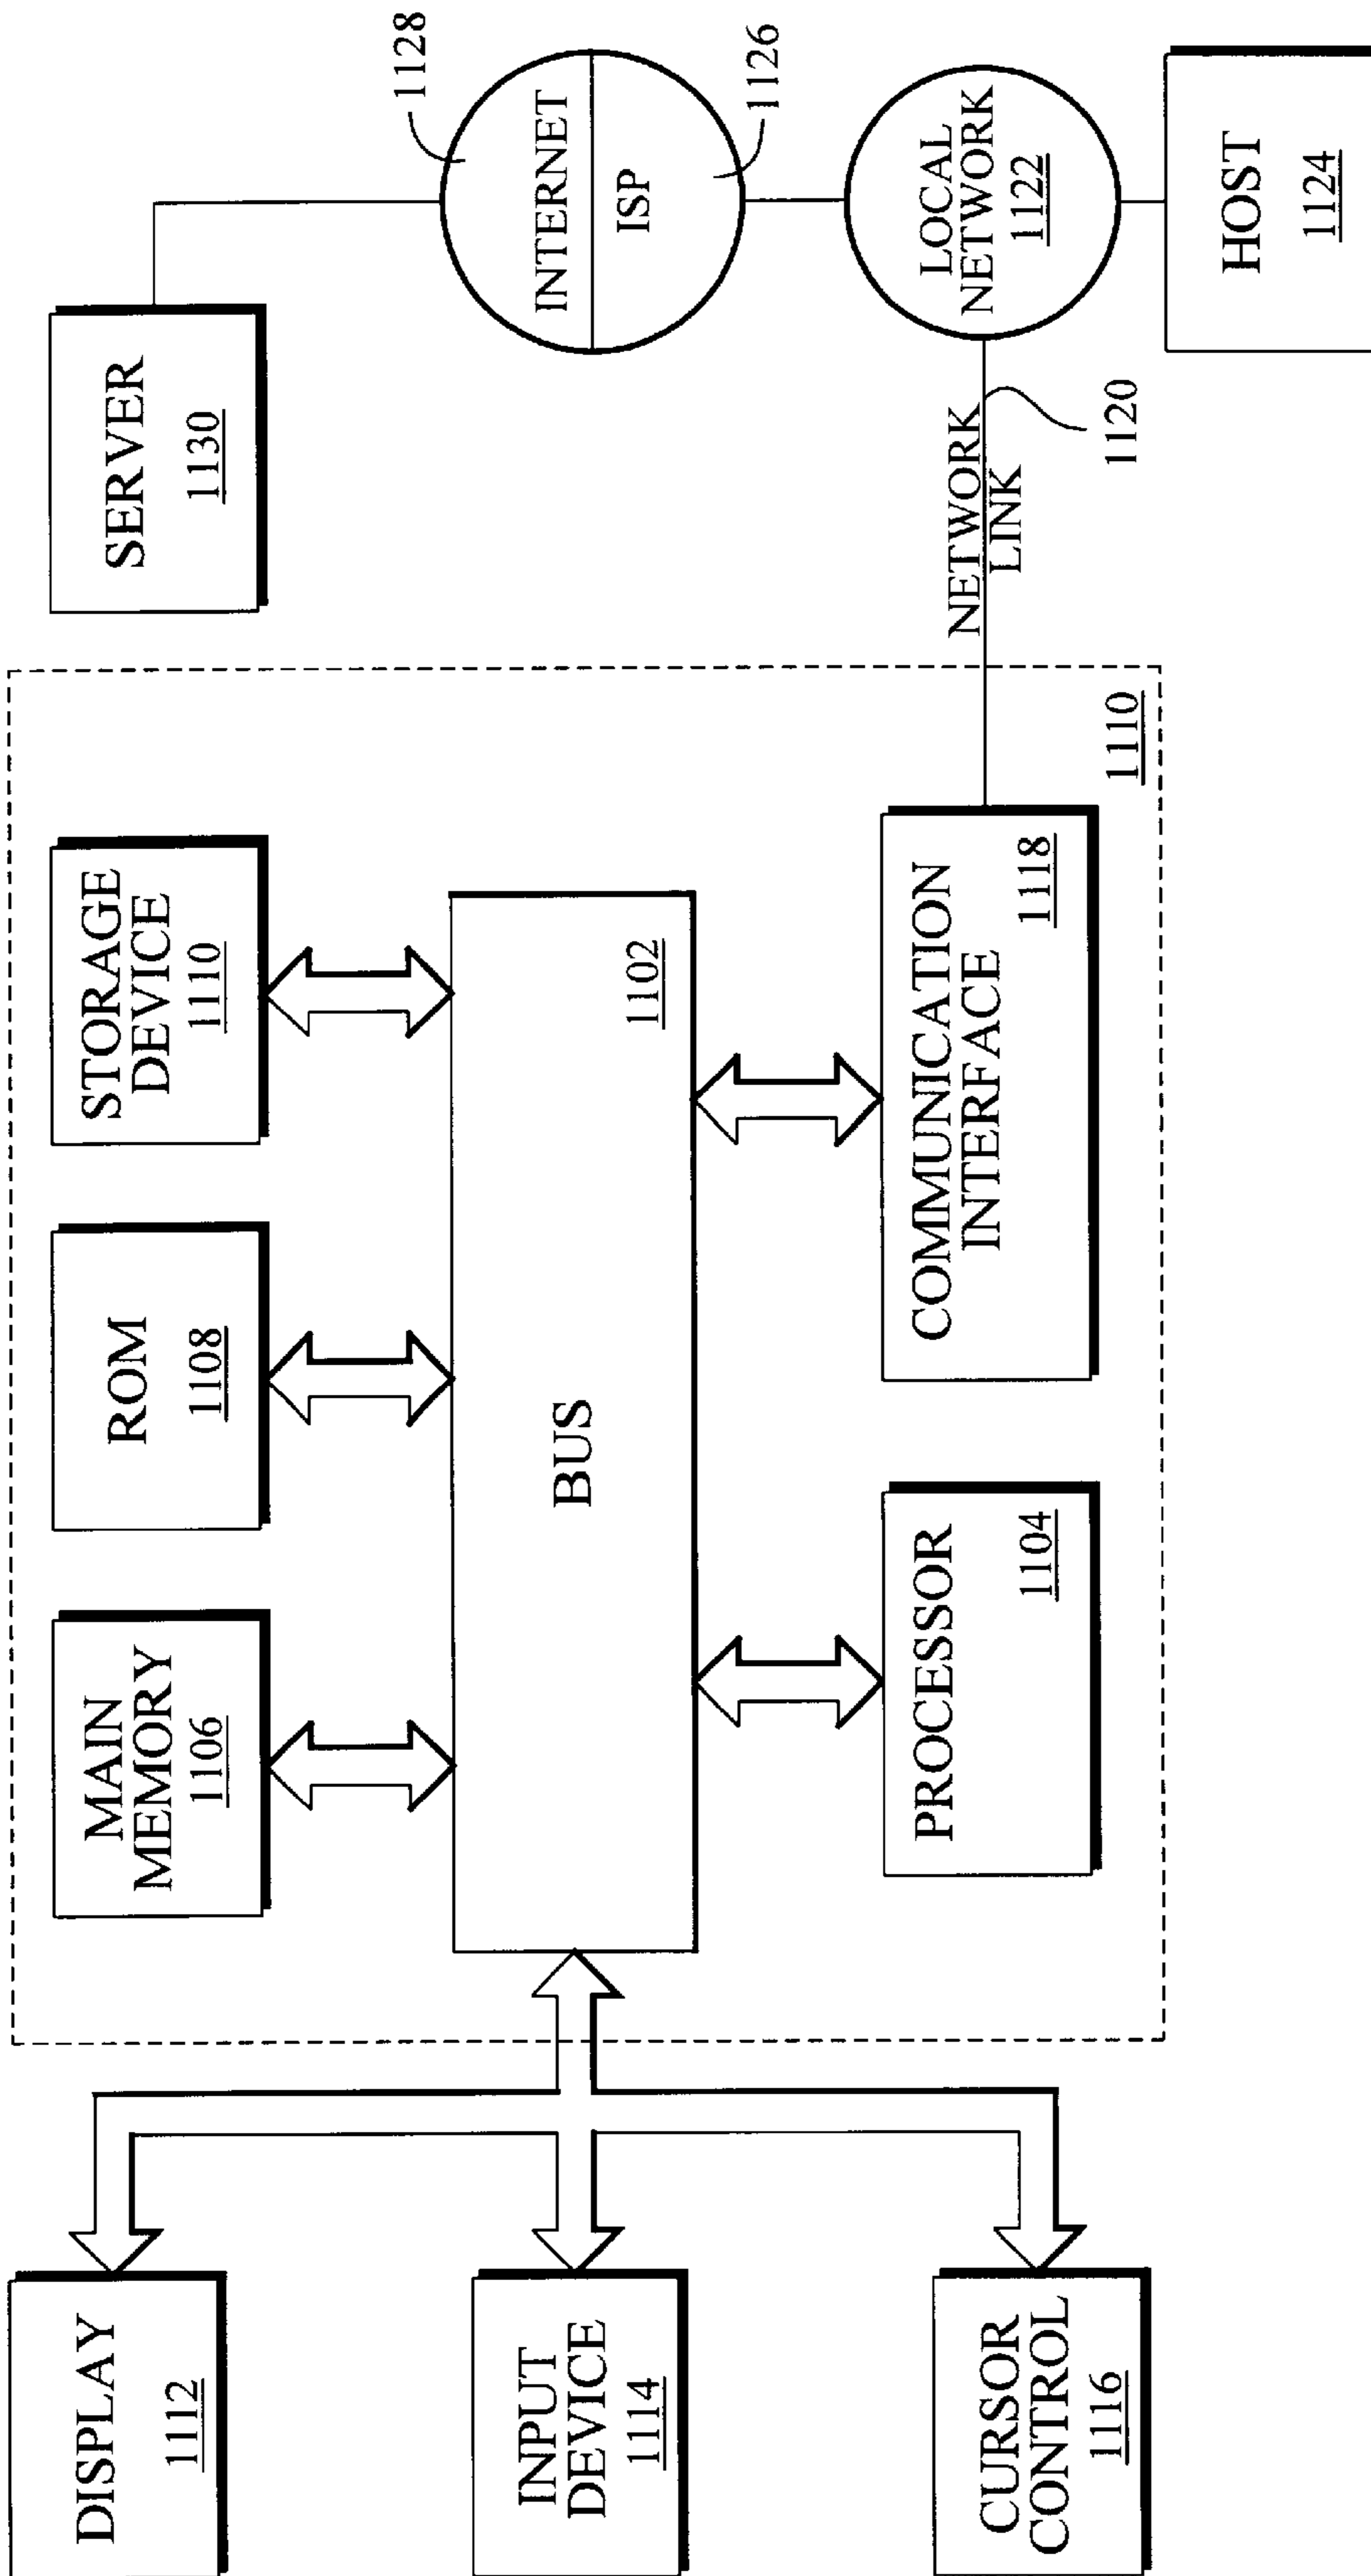 DISPLAY
1112
INPUT
DEVICE
1114
CURSOR
CONTROL
1116
MAIN
MEMORY
1106
ROM
1108
STORAGE
DEVICE
1110
BUS
1102
PROCESSOR
1104
COMMUNICATION
INTERFACE
1118
1110
SERVER
1130
1128
INTERNET
ISP
1126
NETWORK
LINK
1120
LOCAL
NETWORK
1122
HOST
1124